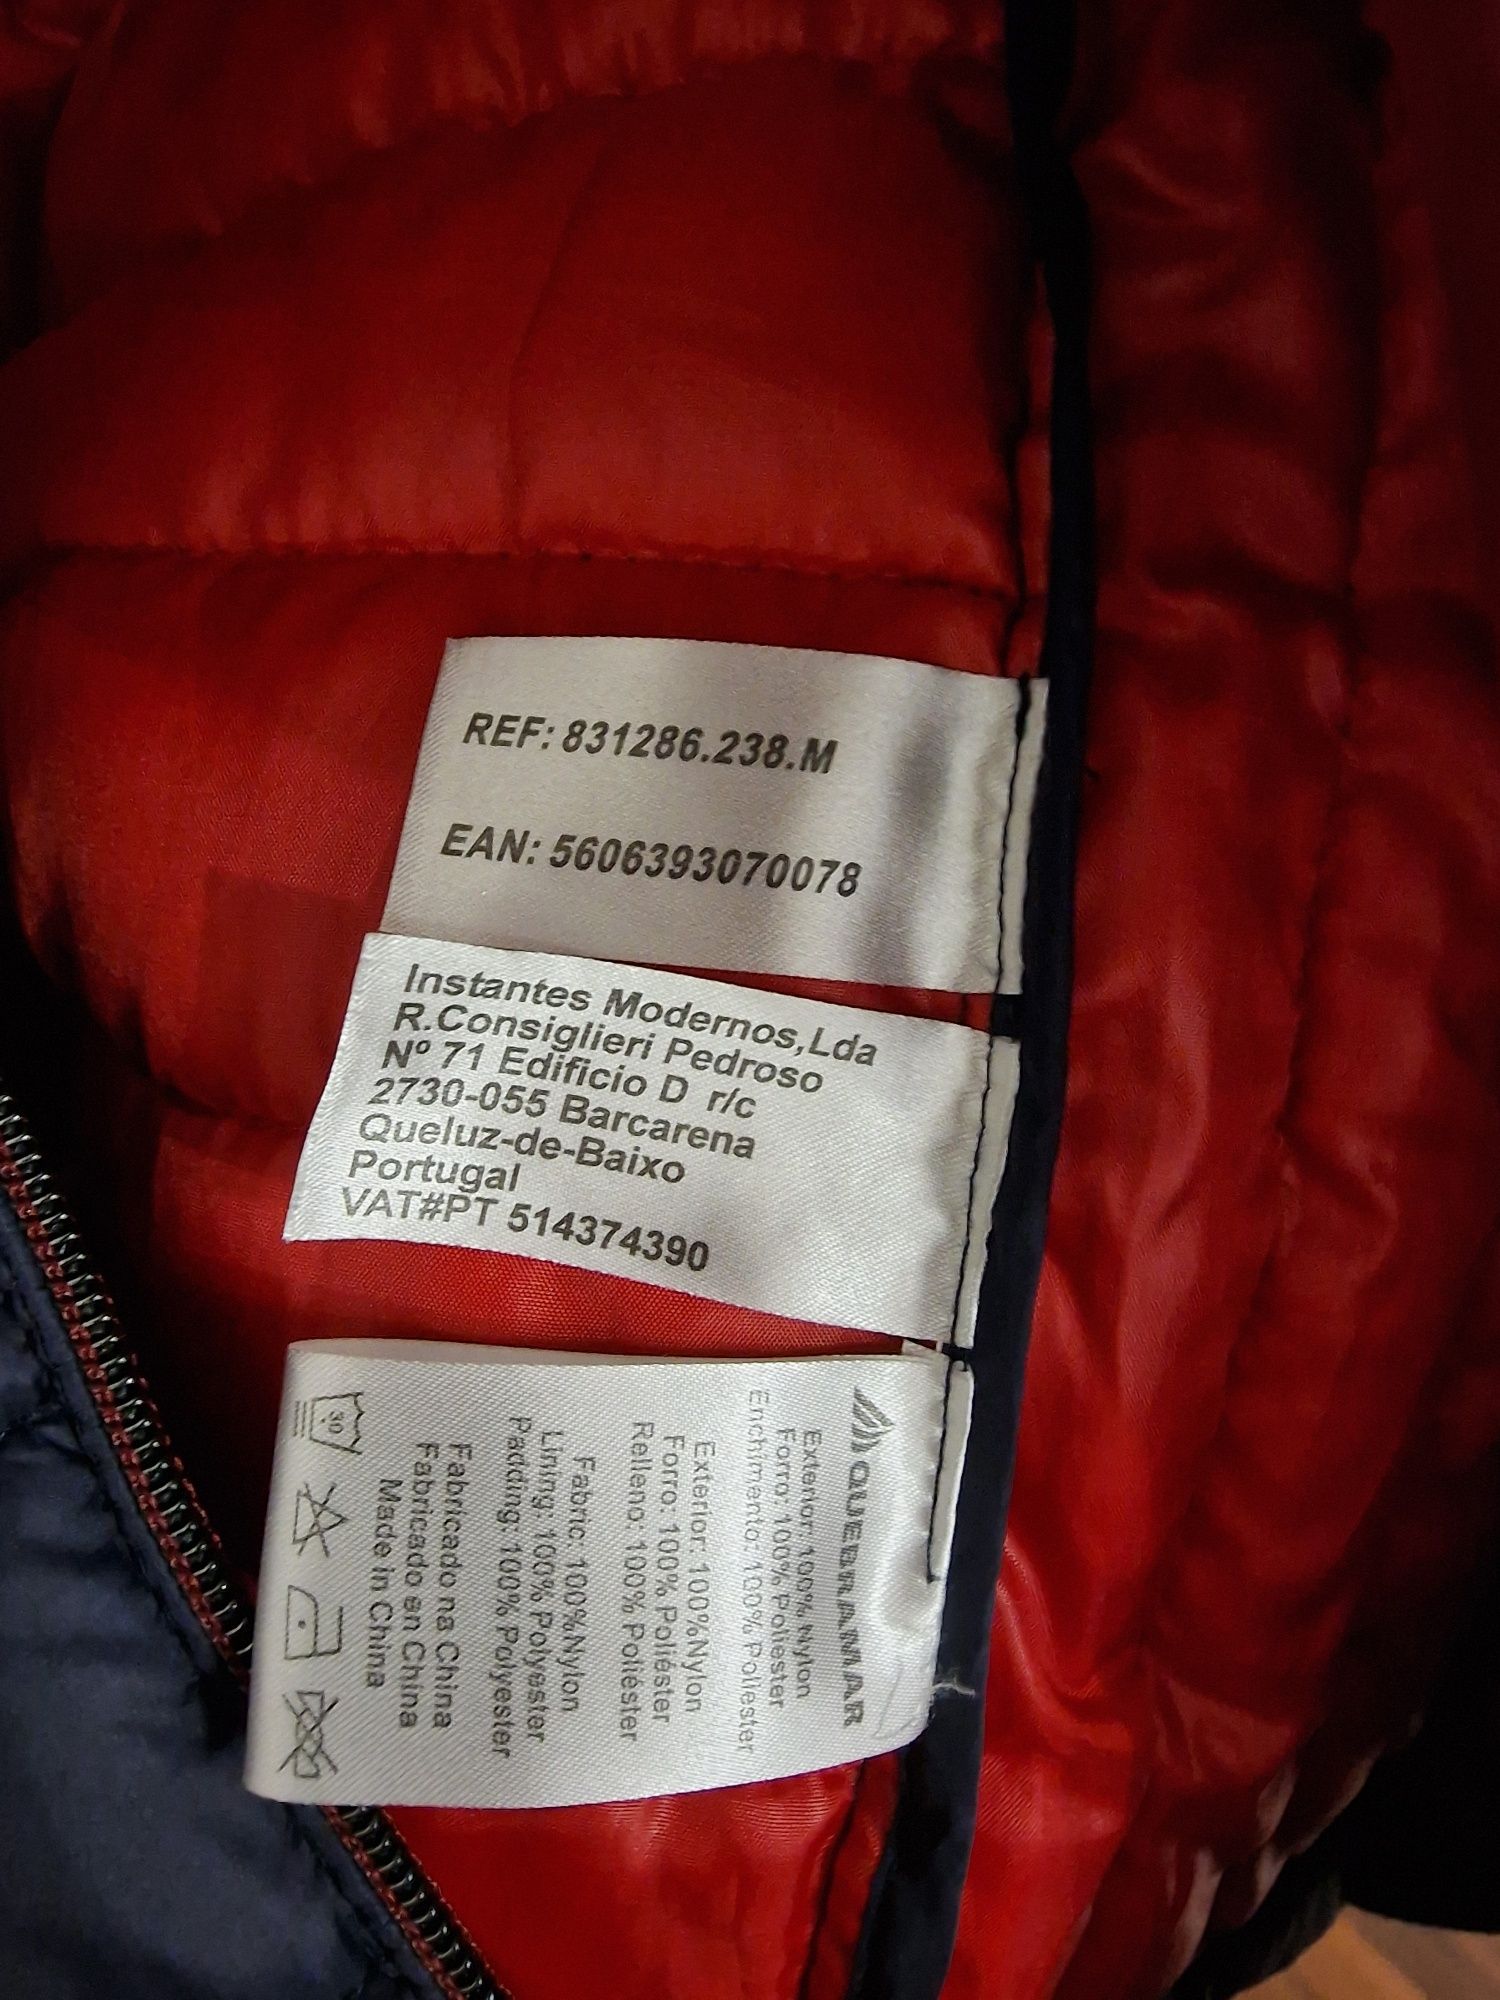 REF: 831286.238.M
EAN: 5606393070078
Instantes Modernos,Lda
R.Consiglieri Pedroso
Nº 71 Edificio D r/c
2730-055 Barcarena
Queluz-de-Baixo
Portugal
VAT#PT 514374390
QUEBRAMAR
Exterior: 100% Nylon
Forro: 100% Poliester
Enchimento: 100% Poliester
Exterior: 100%Nylon
Forro: 100% Poliéster
Relleno: 100% Poliéster
Fabric: 100%Nylon
Lining: 100% Polyester
Padding: 100% Polyester
Fabricado na China
Fabricado en China
Made in China
30